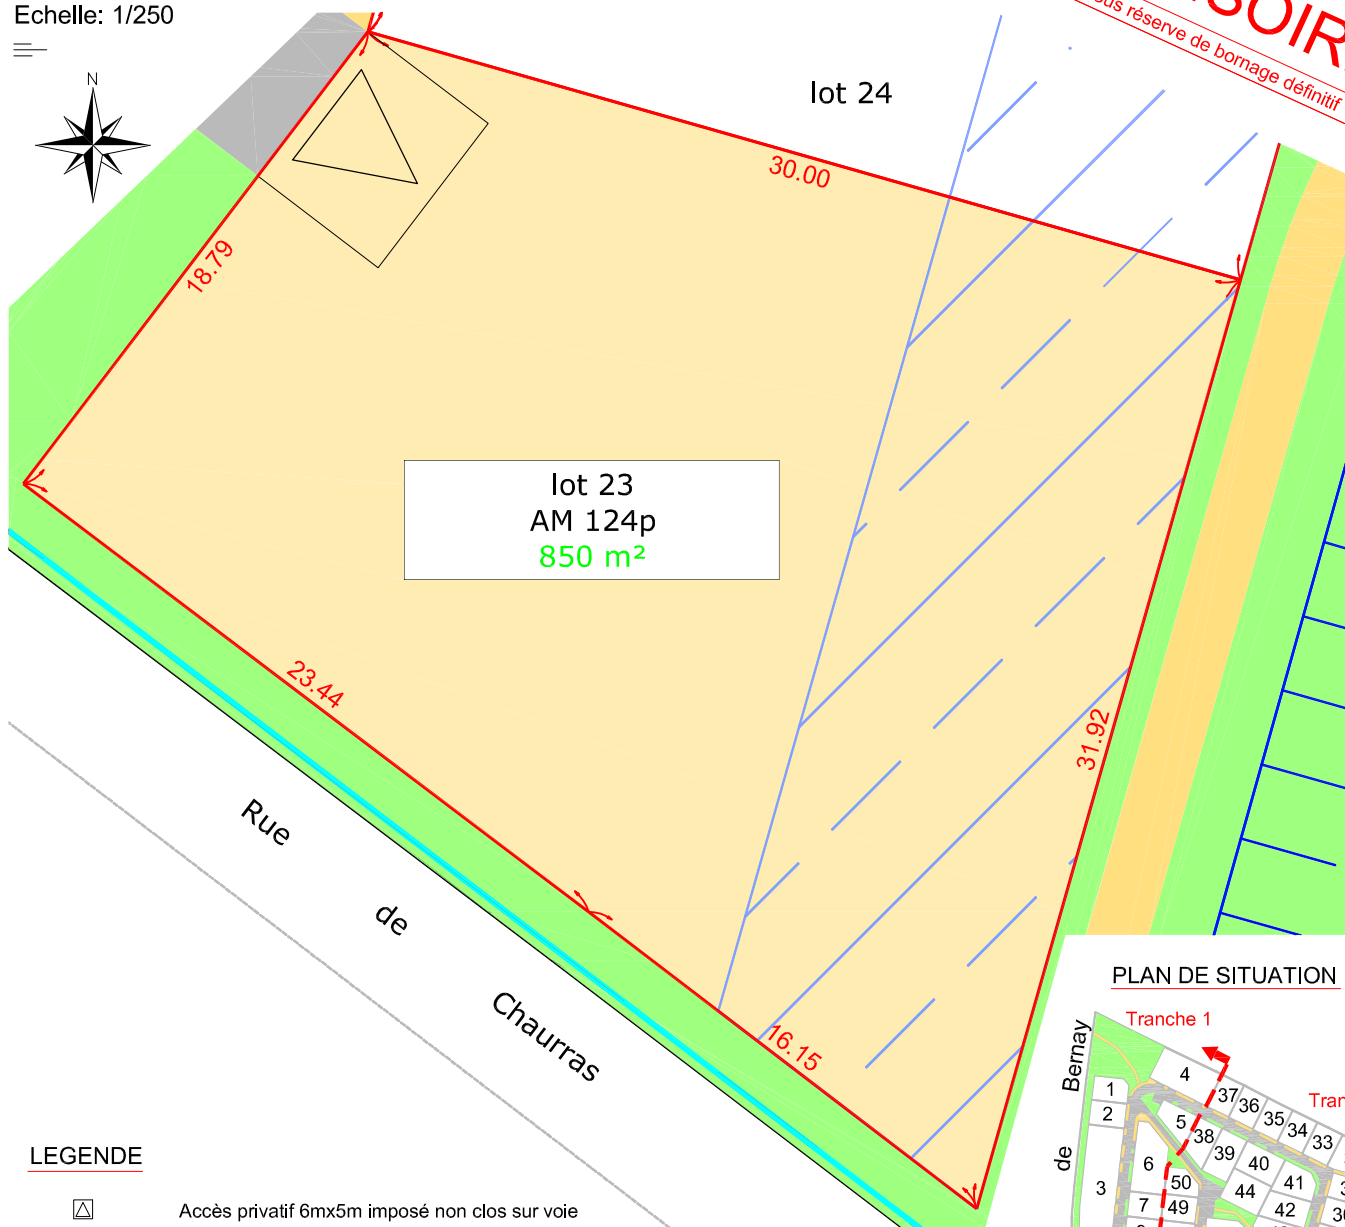 Echelle: 1/250
N
sous réserve de bornage définitif
lot 24
30.00
18.79
lot 23
AM 124p
850 m²
23.44
31.92
16.15
Rue de Chaurras
PLAN DE SITUATION
Tranche 1
de Bernay
4
1
37
36
35
34
33
2
5
38
39
40
6
50
41
3
44
7
49
42
LEGENDE
Accès privatif 6mx5m imposé non clos sur voie